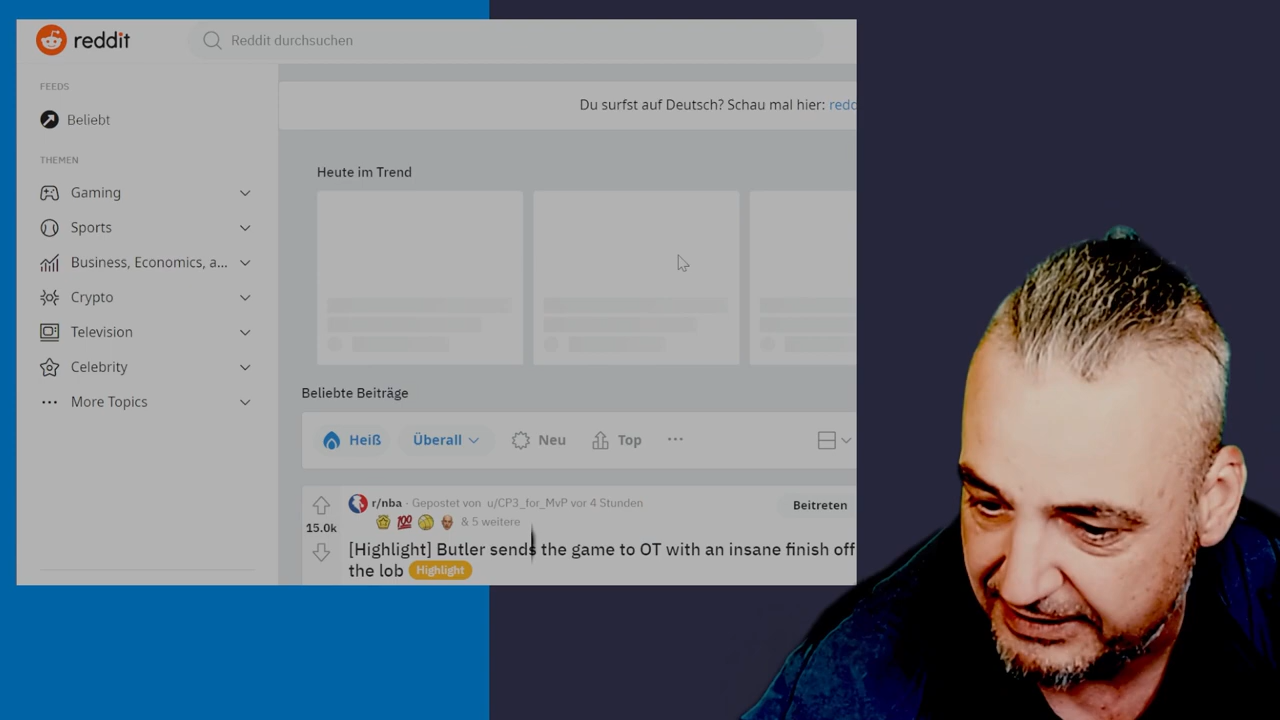 reddit
Reddit durchsuchen
FEEDS
Beliebt
THEMEN
Gaming
Sports
Business, Economics, a...
Crypto
Television
Celebrity
More Topics
Du surfst auf Deutsch? Schau mal hier: redd
Heute im Trend
Beliebte Beiträge
Heiß Überall Neu Top
r/nba · Gepostet von u/CP3_for_MvP vor 4 Stunden
Beitreten
100 & 5 weitere
15.0k
[Highlight] Butler sends the game to OT with an insane finish off
the lob Highlight